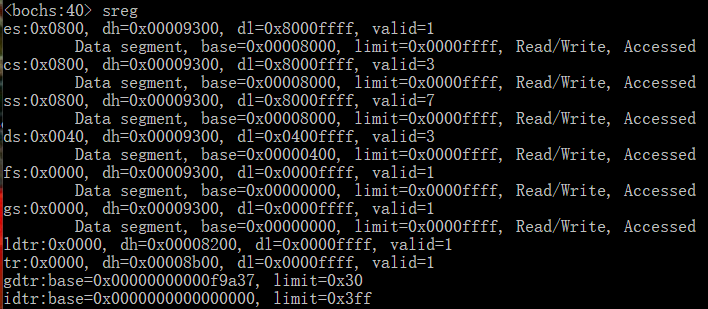 <bochs:40> sreg
es:0x0800, dh=0x00009300, dl=0x8000ffff, valid=1
Data segment, base=0x00008000, limit=0x0000ffff, Read/Write, Accessed
cs:0x0800, dh=0x00009300, dl=0x8000ffff, valid=3
Data segment, base=0x00008000, limit=0x0000ffff, Read/Write, Accessed
ss:0x0800, dh=0x00009300, dl=0x8000ffff, valid=7
Data segment, base=0x00008000, limit=0x0000ffff, Read/Write, Accessed
ds:0x0040, dh=0x00009300, dl=0x0400ffff, valid=3
Data segment, base=0x00000400, limit=0x0000ffff, Read/Write, Accessed
fs:0x0000, dh=0x00009300, dl=0x0000ffff, valid=1
Data segment, base=0x00000000, limit=0x0000ffff, Read/Write, Accessed
gs:0x0000, dh=0x00009300, dl=0x0000ffff, valid=1
Data segment, base=0x00000000, limit=0x0000ffff, Read/Write, Accessed
ldtr:0x0000, dh=0x00008200, dl=0x0000ffff, valid=1
tr:0x0000, dh=0x00008b00, dl=0x0000ffff, valid=1
gdtr:base=0x00000000000f9a37, limit=0x30
idtr:base=0x0000000000000000, limit=0x3ff